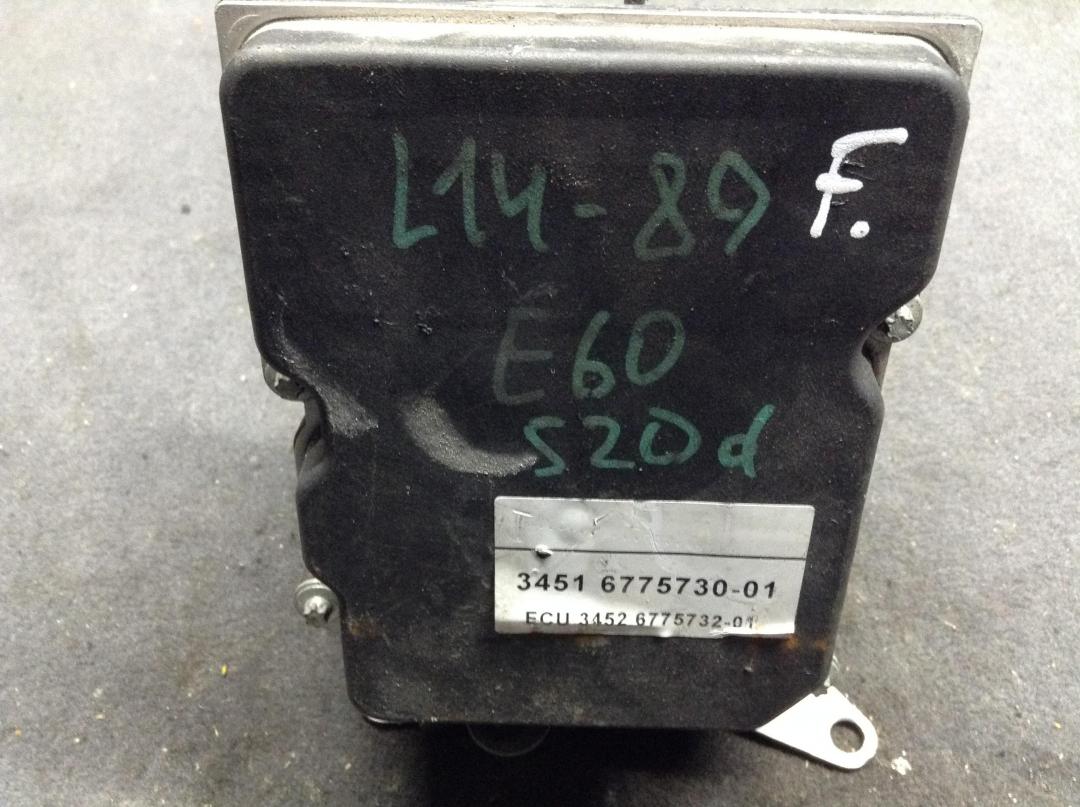 L14-89 F.
E60
520d
3451 6775730-01
ECU 3452 6775732-01